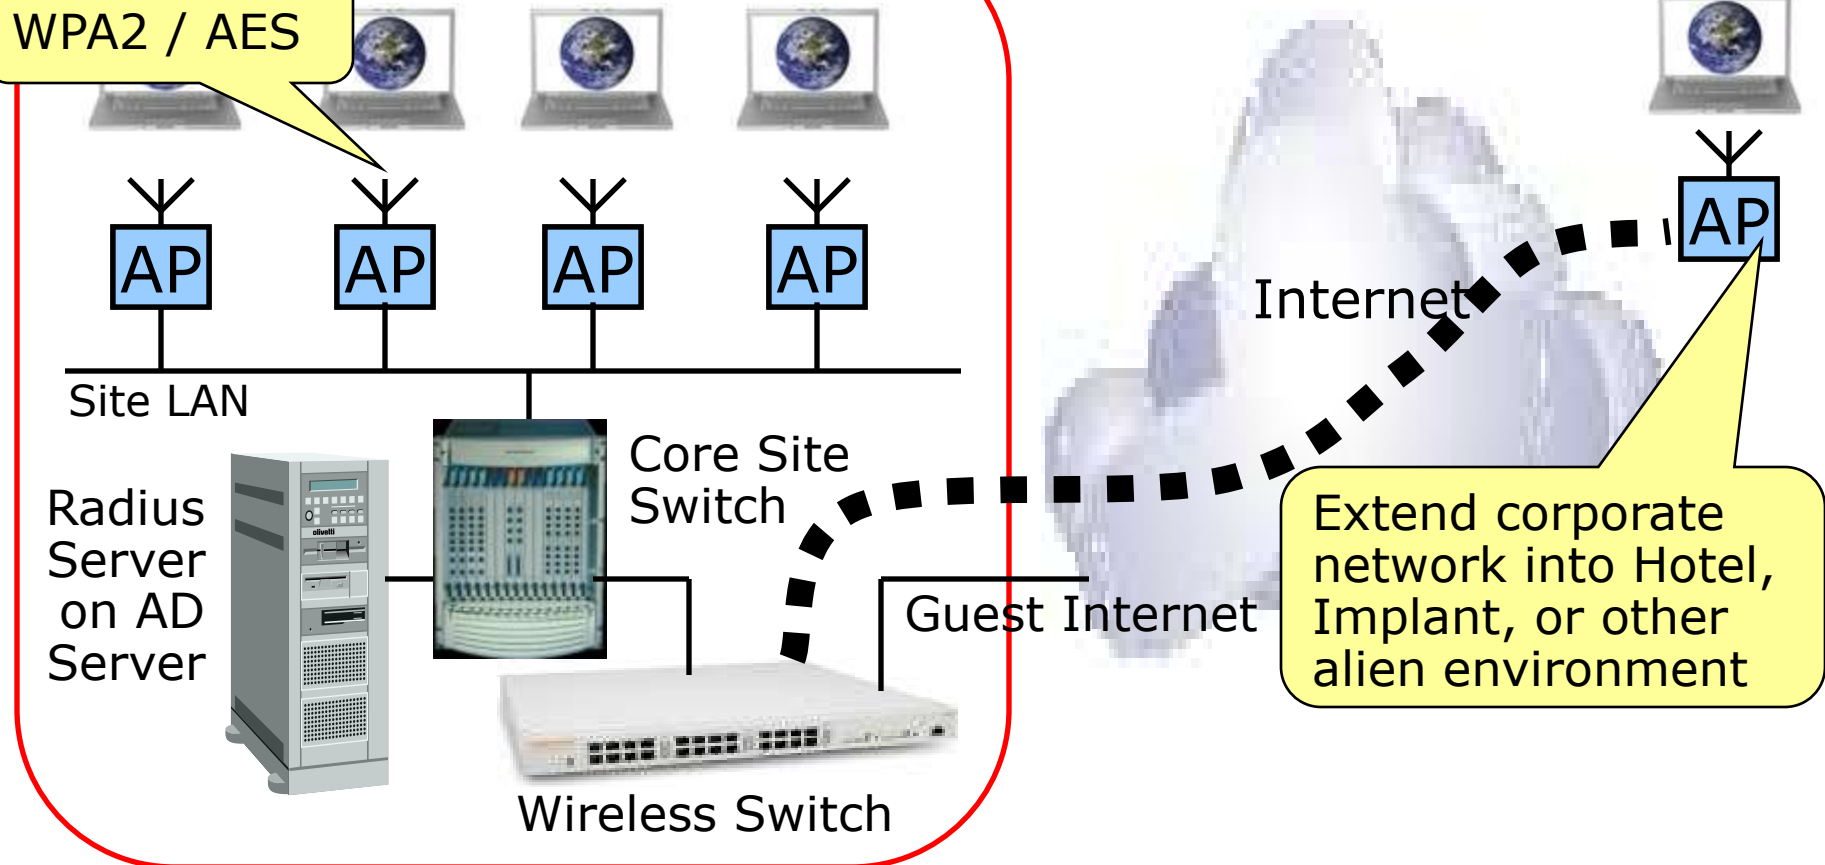 WPA2 / AES
AP
AP
AP
AP
AP
Internet
Site LAN
Core Site
Switch
Radius
Server
on AD
Server
olivetti
Extend corporate
network into Hotel,
Implant, or other
alien environment
Guest Internet
Wireless Switch